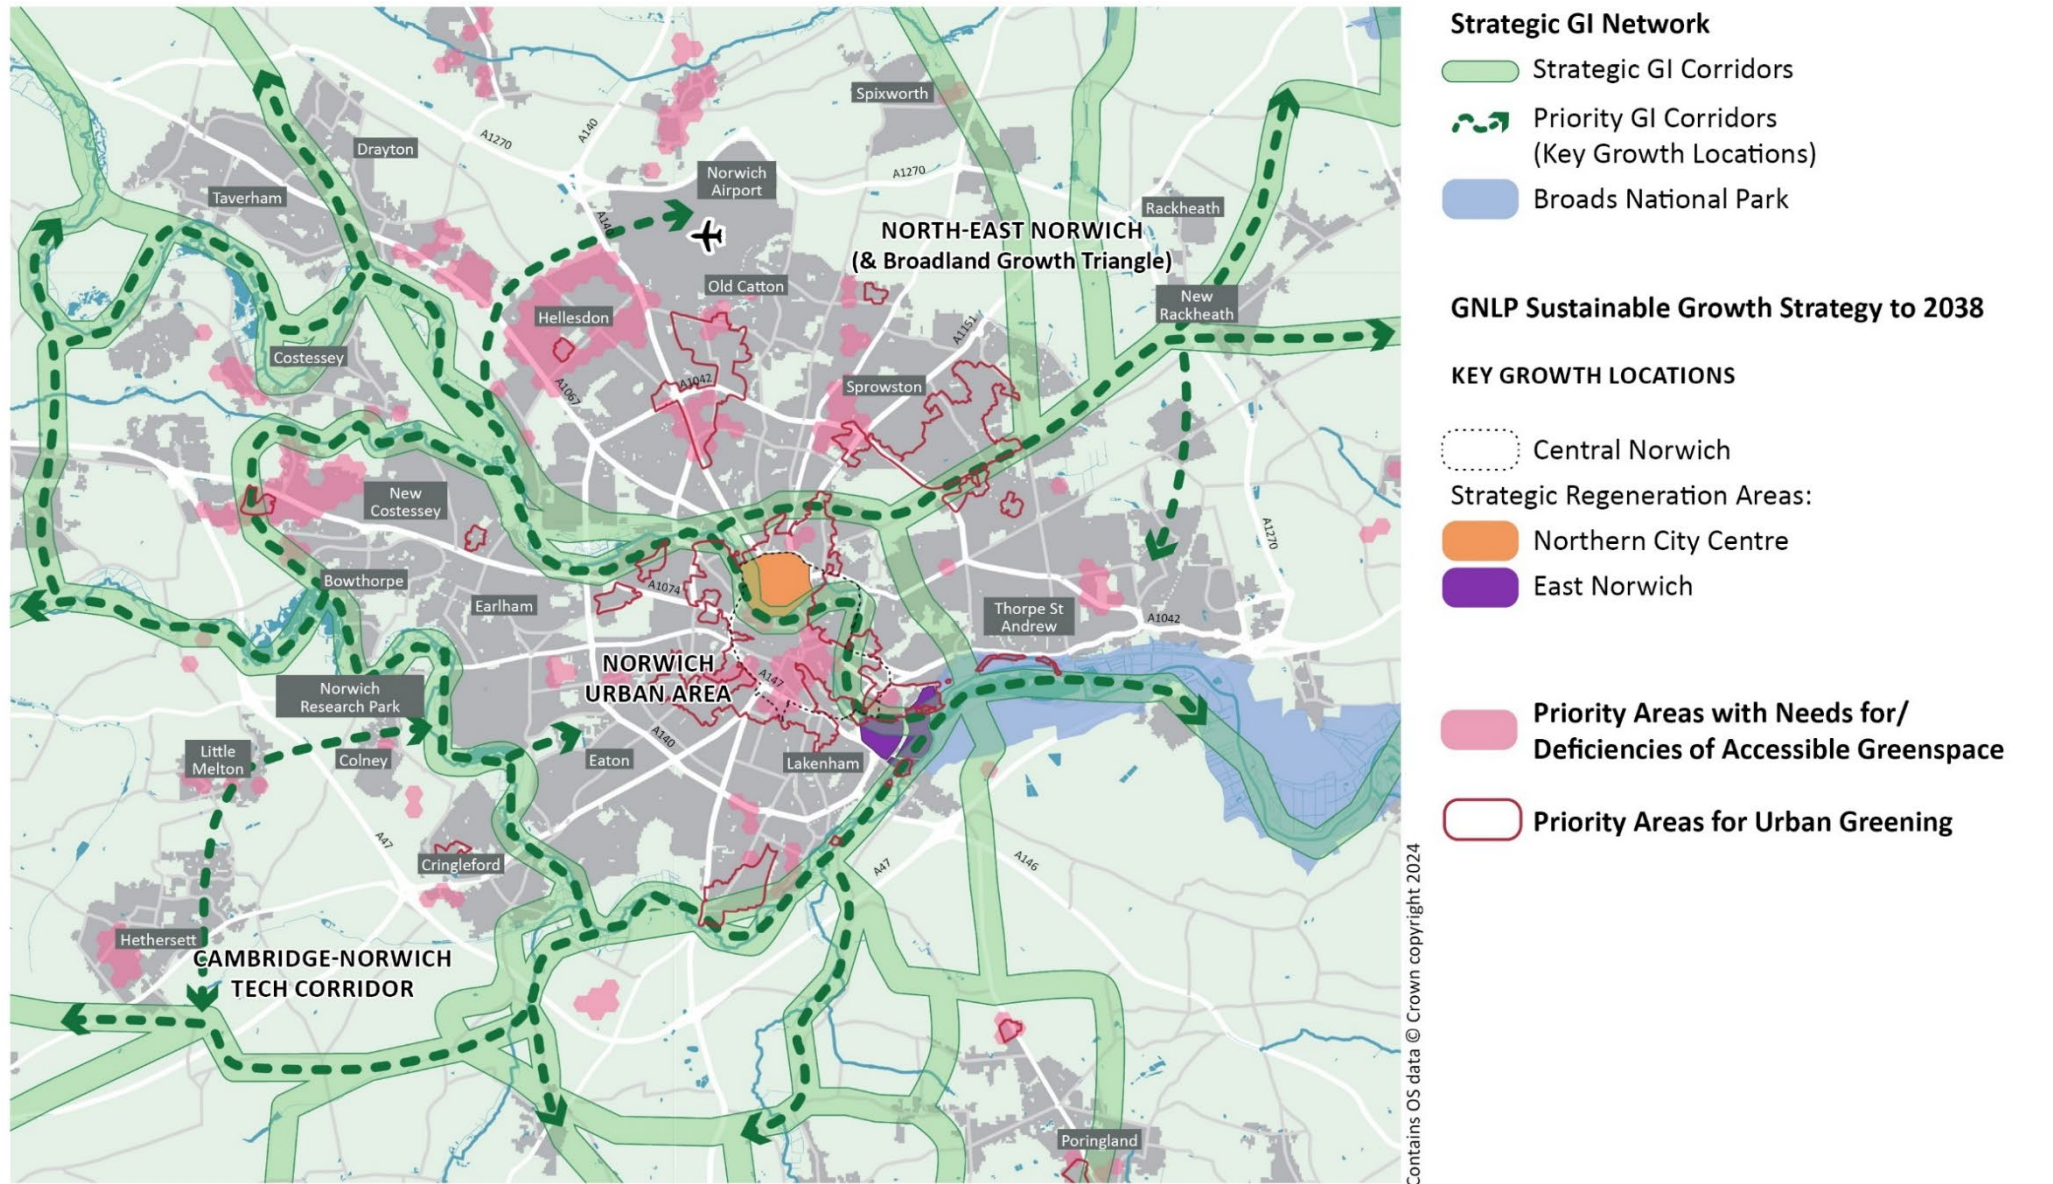 Spixworth
Drayton
A1270
A140
Norwich
Airport
A1270
Taverham
Rackheath
A140
NORTH-EAST NORWICH
(& Broadland Growth Triangle)
Old Catton
New
Rackheath
Hellesdon
A1151
Costessey
A1042
Sprowston
A1067
New
Costessey
A1270
Bowthorpe
A1074
Earlham
Thorpe St
Andrew
A1042
NORWICH
URBAN AREA
A147
Norwich
Research Park
Little
Melton
Colney
Eaton
A140
Lakenham
A47
Cringleford
A47
A146
Hethersett
CAMBRIDGE-NORWICH
TECH CORRIDOR
Poringland
Contains OS data © Crown copyright 2024
Strategic GI Network
Strategic GI Corridors
Priority GI Corridors
(Key Growth Locations)
Broads National Park
GNLP Sustainable Growth Strategy to 2038
KEY GROWTH LOCATIONS
Central Norwich
Strategic Regeneration Areas:
Northern City Centre
East Norwich
Priority Areas with Needs for/
Deficiencies of Accessible Greenspace
Priority Areas for Urban Greening